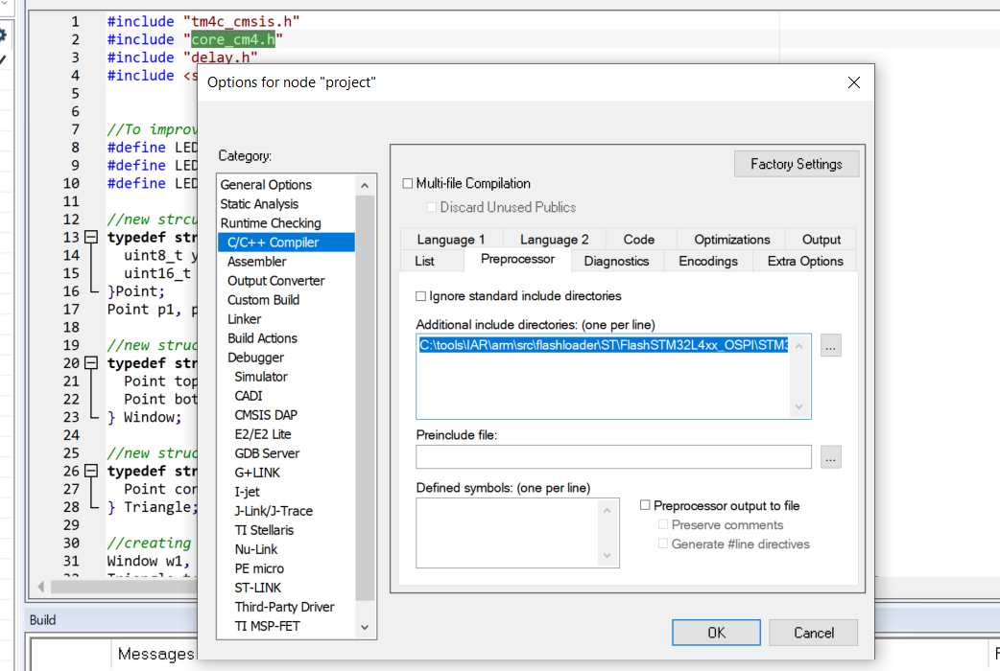 1 #include "tm4c_cmsis.h"
2 #include "core_cm4.h"
3 #include "delay.h"
4 #include <s
5
6
7 //To improv
8 #define LED
9 #define LED
10 #define LED
11
12 //new strcu
13 typedef str
14 uint8_t y
15 uint16_t
16 }Point;
17 Point p1, p
18
19 //new struc
20 typedef str
21 Point top
22 Point bot
23 } Window;
24
25 //new struc
26 typedef str
27 Point cor
28 } Triangle;
29
30 //creating
31 Window w1,
Options for node "project"
Category:
General Options
Static Analysis
Runtime Checking
C/C++ Compiler
Assembler
Output Converter
Custom Build
Linker
Build Actions
Debugger
Simulator
CADI
CMSIS DAP
E2/E2 Lite
GDB Server
G+LINK
I-jet
J-Link/J-Trace
TI Stellaris
Nu-Link
PE micro
ST-LINK
Third-Party Driver
TI MSP-FET
Factory Settings
Multi-file Compilation
Discard Unused Publics
Language 1 Language 2 Code Optimizations Output
List Preprocessor Diagnostics Encodings Extra Options
Ignore standard include directories
Additional include directories: (one per line)
C:\tools\IAR\arm\src\flashloader\ST\FlashSTM32L4xx_OSPI\STM3
...
Preinclude file:
...
Defined symbols: (one per line)
Preprocessor output to file
Preserve comments
Generate #line directives
OK Cancel
Build
Messages